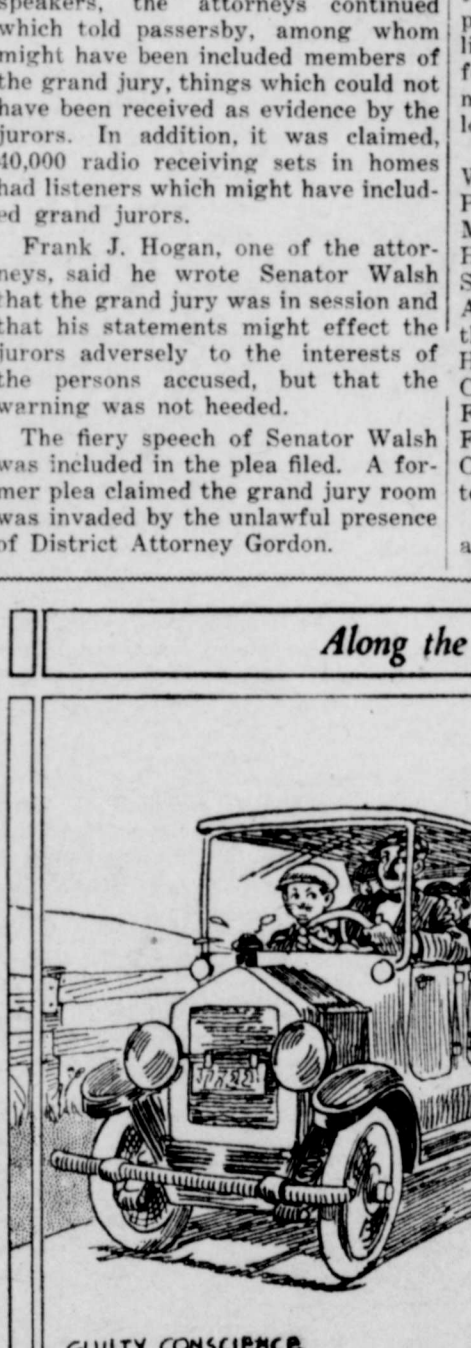 speakers, the attorneys continued
which told passersby, among whom
might have been included members of
the grand jury, things which could not
have been received as evidence by the
jurors. In addition, it was claimed,
40,000 radio receiving sets in homes
had listeners which might have includ-
ed grand jurors.
Frank J. Hogan, one of the attor-
neys, said he wrote Senator Walsh
that the grand jury was in session and
that his statements might effect the
jurors adversely to the interests of
the persons accused, but that the
warning was not heeded.
The fiery speech of Senator Walsh
was included in the plea filed. A for-
mer plea claimed the grand jury room
was invaded by the unlawful presence
of District Attorney Gordon.
Along the
GUILTY CONSCIENCE